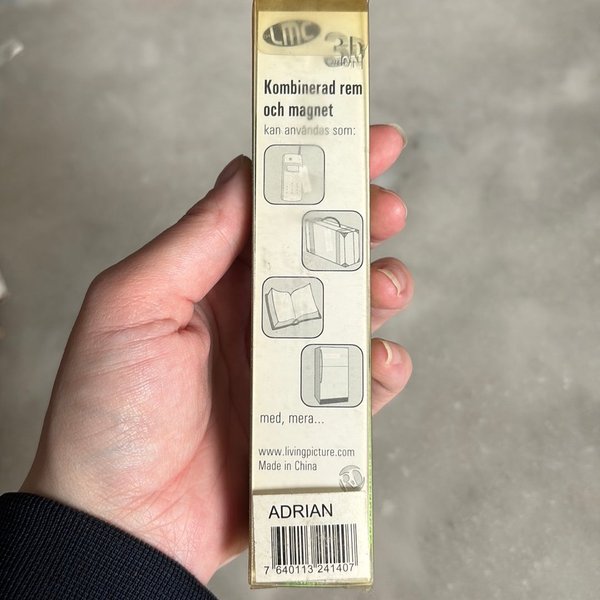 LMC
3D
Kombinerad rem
och magnet
kan användas som:
med, mera...
www.livingpicture.com
Made in China
ADRIAN
7 640113 241407